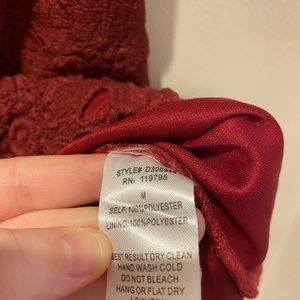 STYLE#
RN: 119795
M
SELF:100%POLYESTER
LINING:100%POLYESTER
BEST RESULT DRY CLEAN
HAND WASH COLD
DO NOT BLEACH
HANG OR FLAT DRY